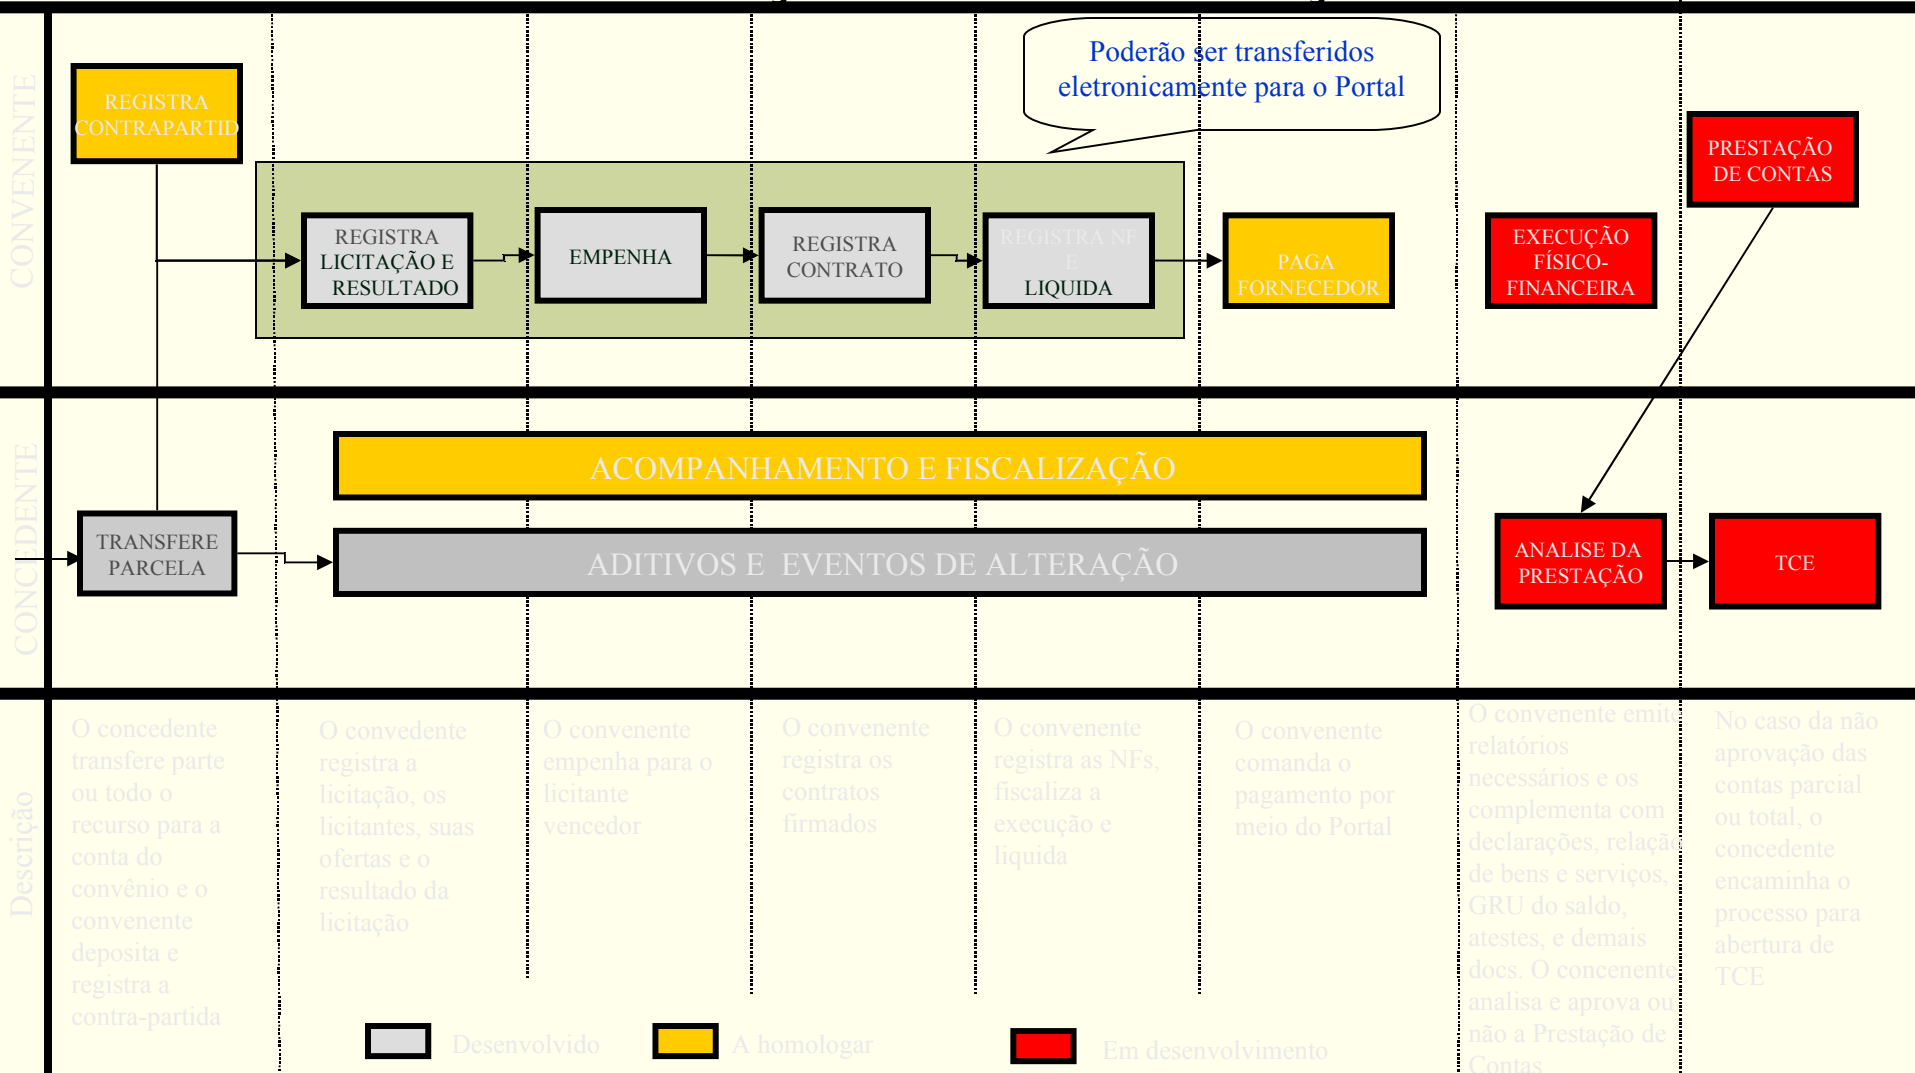 Poderão ser transferidos
eletronicamente para o Portal
CONVENENTE
REGISTRA
CONTRAPARTID
REGISTRA
LICITAÇÃO E
RESULTADO
EMPENHA
REGISTRA
CONTRATO
REGISTRA NF
E
LIQUIDA
PAGA
FORNECEDOR
EXECUÇÃO
FÍSICO-
FINANCEIRA
PRESTAÇÃO
DE CONTAS
CONCEDENTE
ACOMPANHAMENTO E FISCALIZAÇÃO
TRANSFERE
PARCELA
ADITIVOS E EVENTOS DE ALTERAÇÃO
ANALISE DA
PRESTAÇÃO
TCE
Descrição
O concedente
transfere parte
ou todo o
recurso para a
conta do
convênio e o
convenente
deposita e
registra a
contra-partida
O convedente
registra a
licitação, os
licitantes, suas
ofertas e o
resultado da
licitação
O convenente
empenha para o
licitante
vencedor
O convenente
registra os
contratos
firmados
O convenente
registra as NFs,
fiscaliza a
execução e
liquida
O convenente
comanda o
pagamento por
meio do Portal
O convenente emite
relatórios
necessários e os
complementa com
declarações, relação
de bens e serviços,
GRU do saldo,
atestes, e demais
docs. O concenente
analisa e aprova ou
não a Prestação de
Contas
No caso da não
aprovação das
contas parcial
ou total, o
concedente
encaminha o
processo para
abertura de
TCE
Desenvolvido
A homologar
Em desenvolvimento